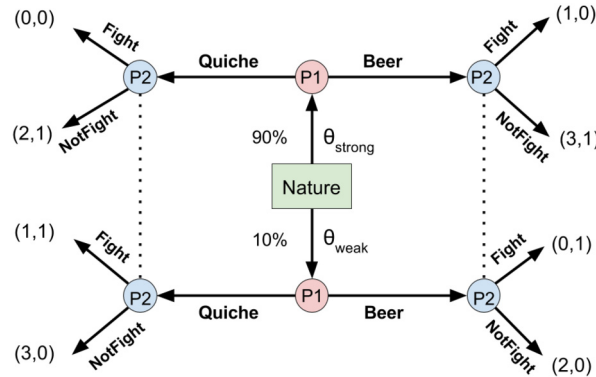 (0,0) Fight (1,0)
Fight
P2 Quiche P1 Beer P2
(2,1) NotFight
NotFight (3,1)
90% θstrong
Nature
10% θweak
(1,1) Fight
Fight (0,1)
P2 Quiche P1 Beer P2
(3,0) NotFight
NotFight (2,0)